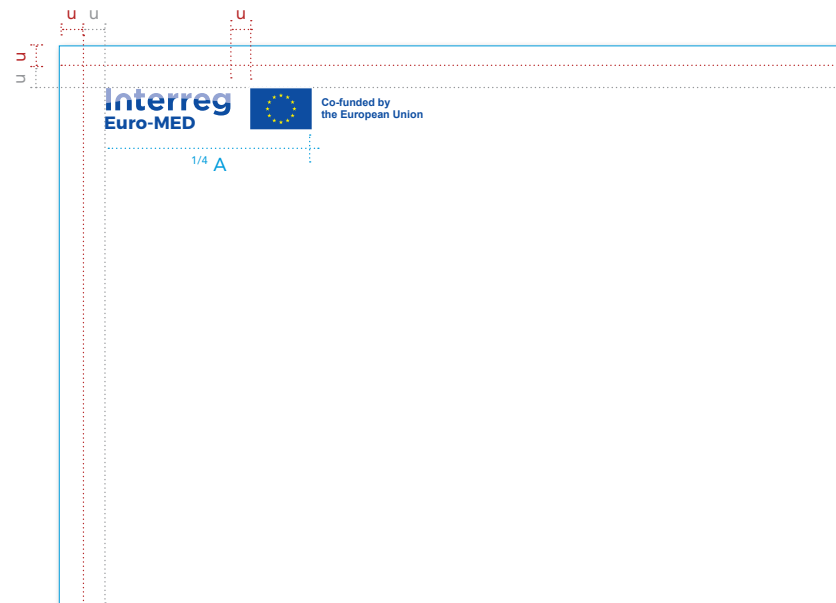 u u u
u
u
Interreg
Euro-MED
Co-funded by
the European Union
1/4 A